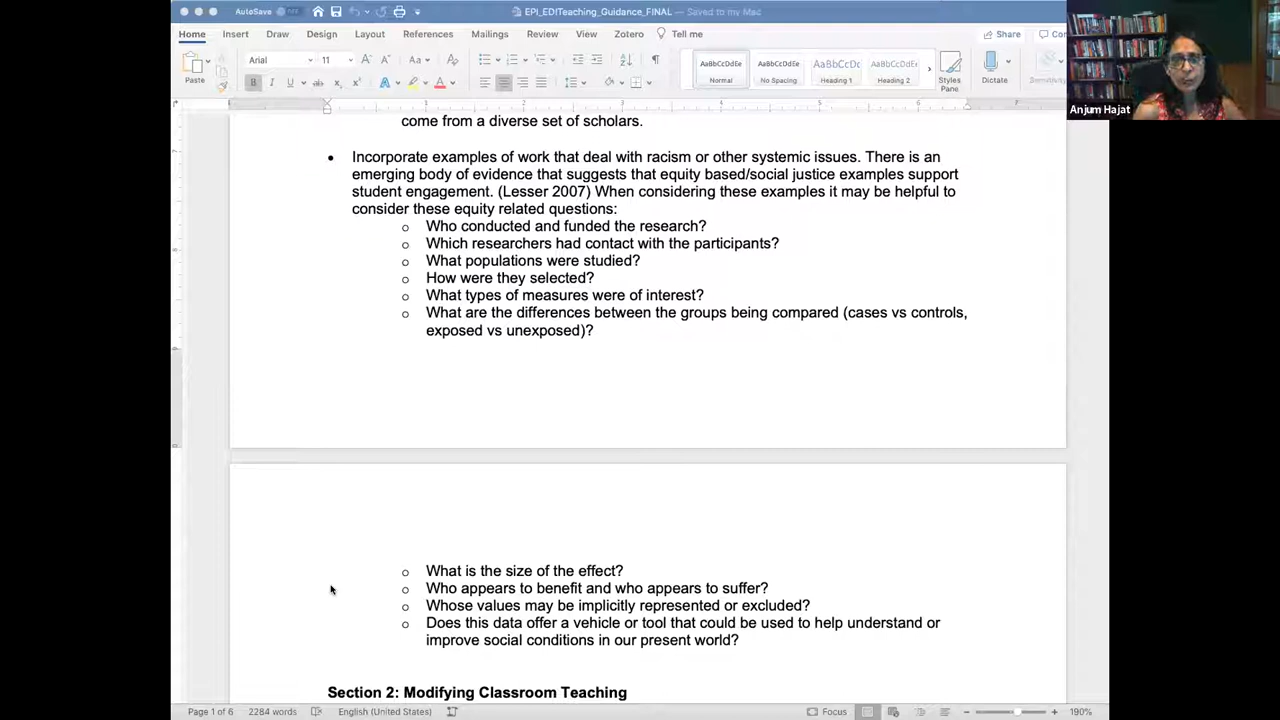 AutoSave
EPI_EDITeaching_Guidance_FINAL — Saved to my Mac
Home Insert Draw Design Layout References Mailings Review View Zotero Tell me Share
Paste Arial 11 AaBbCcDdEe AaBbCcDdEe AaBbCcDc AaBbCcDdEe
Normal No Spacing Heading 1 Heading 2 Styles Pane Dictate Sensitivity
Anjum Hajat
come from a diverse set of scholars.
• Incorporate examples of work that deal with racism or other systemic issues. There is an
emerging body of evidence that suggests that equity based/social justice examples support
student engagement. (Lesser 2007) When considering these examples it may be helpful to
consider these equity related questions:
o Who conducted and funded the research?
o Which researchers had contact with the participants?
o What populations were studied?
o How were they selected?
o What types of measures were of interest?
o What are the differences between the groups being compared (cases vs controls,
exposed vs unexposed)?
o What is the size of the effect?
o Who appears to benefit and who appears to suffer?
o Whose values may be implicitly represented or excluded?
o Does this data offer a vehicle or tool that could be used to help understand or
improve social conditions in our present world?
Section 2: Modifying Classroom Teaching
Page 1 of 6 2284 words English (United States) Focus 190%